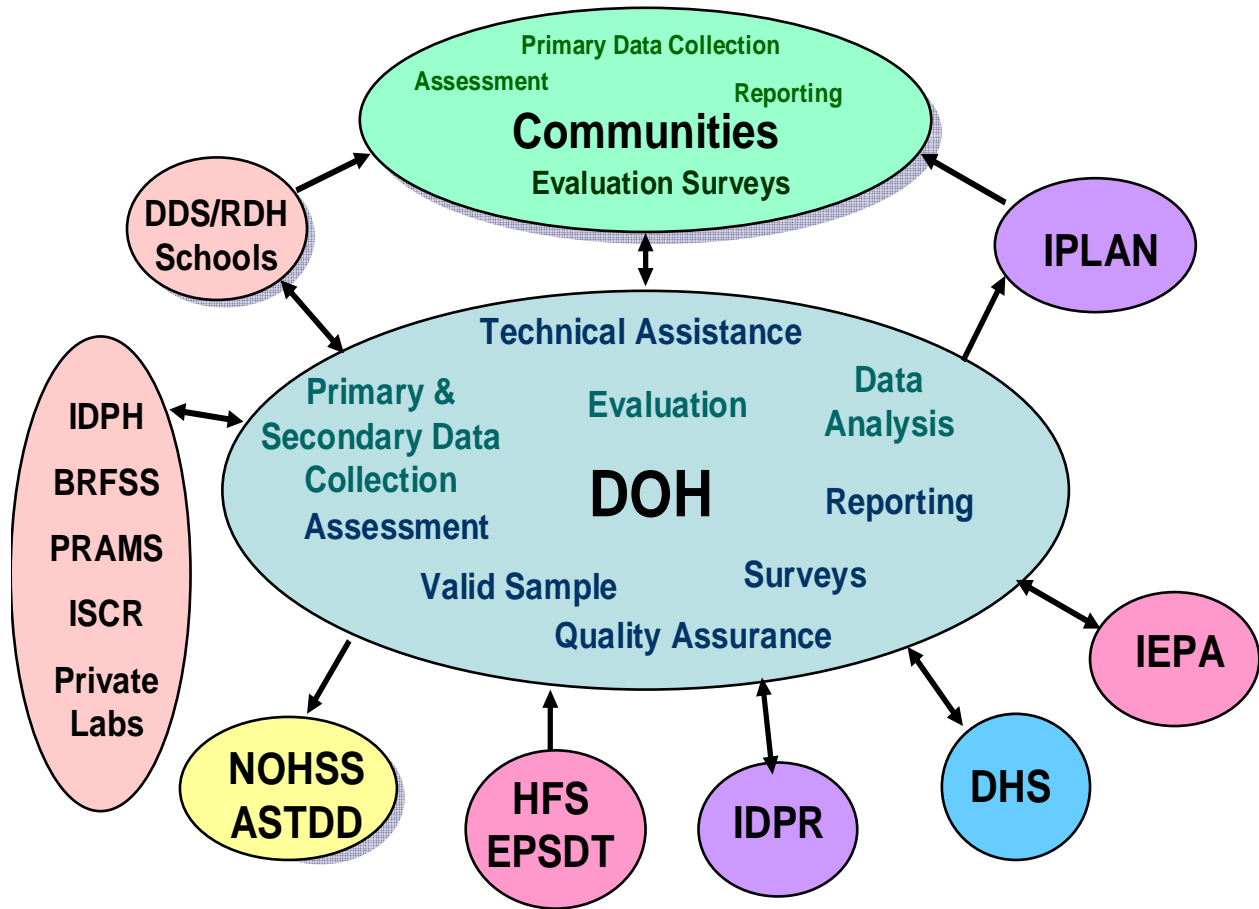 Primary Data Collection
Assessment
Reporting
Communities
Evaluation Surveys
DDS/RDH
Schools
IPLAN
Technical Assistance
Primary &
Secondary Data
Collection
Evaluation
Data
Analysis
DOH
Assessment
Reporting
Valid Sample
Surveys
Quality Assurance
IDPH
BRFSS
PRAMS
ISCR
Private
Labs
NOHSS
ASTDD
HFS
EPSDT
IDPR
DHS
IEPA